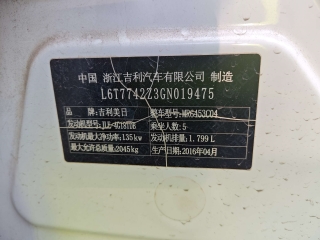 中国 浙江吉利汽车有限公司 制造
L6T7742Z3GN019475
品牌:吉利美日 整车型号:MR6453C04
发动机型号:JLE-4G18TDB 乘坐人数:5
发动机最大净功率:135kw 发动机排量:1.799 L
最大允许总质量:2045kg 生产日期:2016年04月